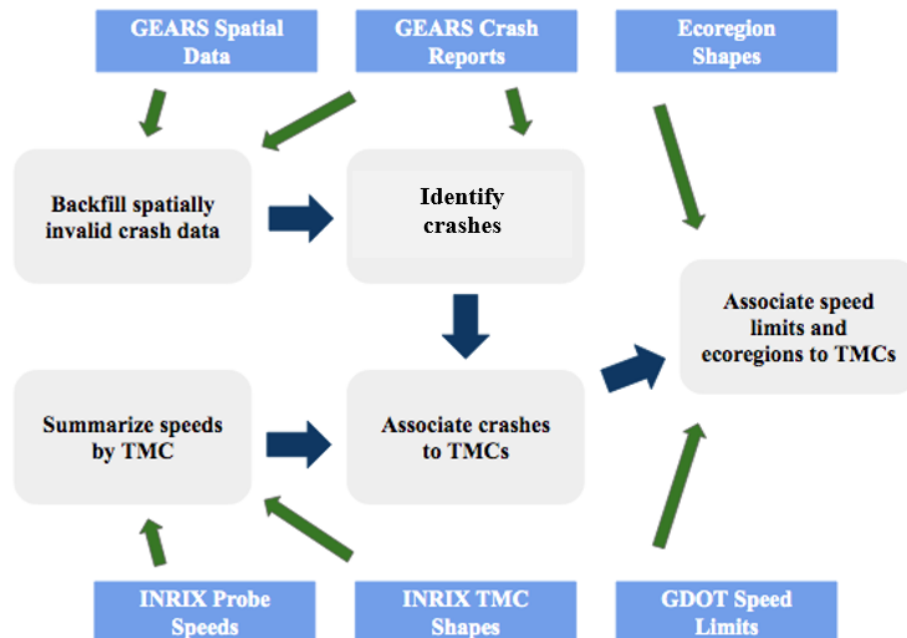 GEARS Spatial
Data
GEARS Crash
Reports
Ecoregion
Shapes
Backfill spatially
invalid crash data
Identify
crashes
Associate speed
limits and
ecoregions to TMCs
Summarize speeds
by TMC
Associate crashes
to TMCs
INRIX Probe
Speeds
INRIX TMC
Shapes
GDOT Speed
Limits